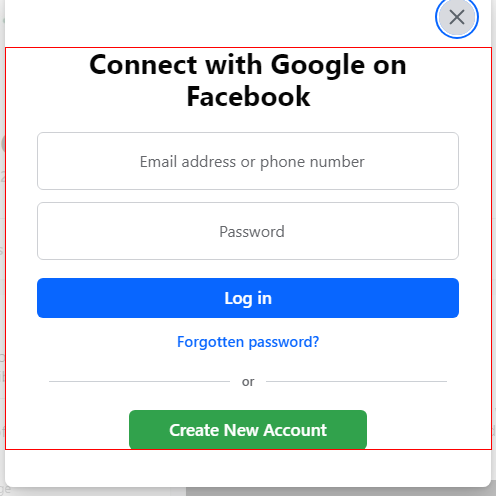 Connect with Google on
Facebook
Email address or phone number
Password
Log in
Forgotten password?
or
Create New Account